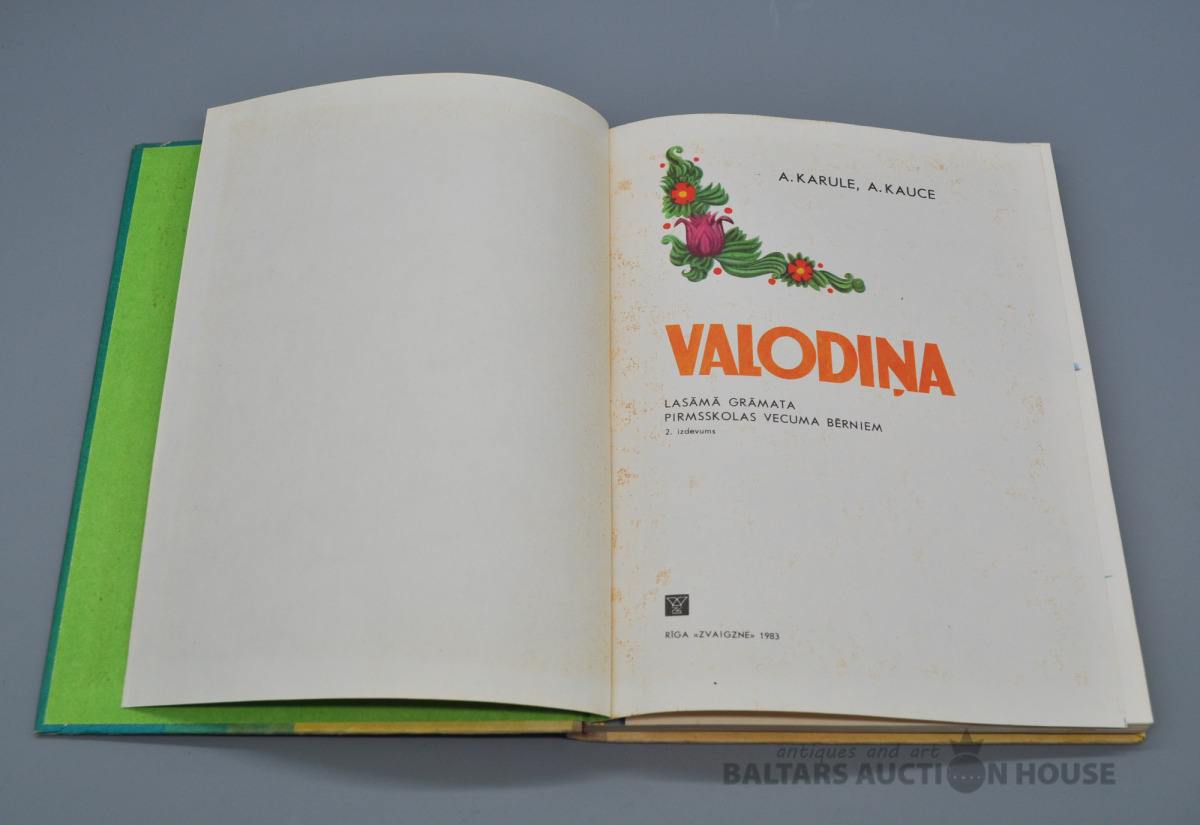 A. KARULE, A. KAUCE
VALODIŅA
LASĀMĀ GRĀMATA
PIRMSSKOLAS VECUMA BĒRNIEM
2. izdevums
RĪGA «ZVAIGZNE» 1983
antiques and art
BALTARS AUCTION HOUSE